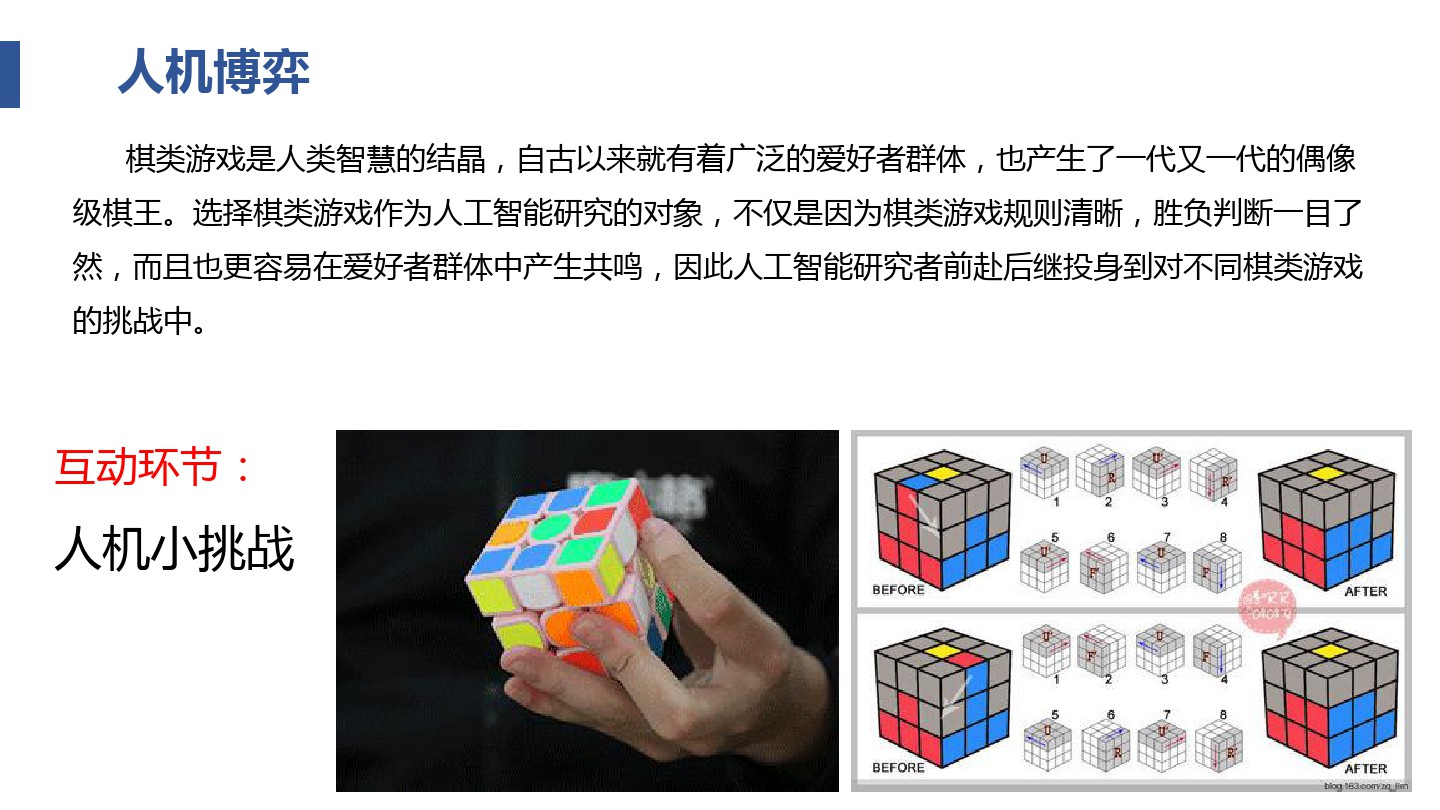 人机博弈
棋类游戏是人类智慧的结晶，自古以来就有着广泛的爱好者群体，也产生了一代又一代的偶像
级棋王。选择棋类游戏作为人工智能研究的对象，不仅是因为棋类游戏规则清晰，胜负判断一目了
然，而且也更容易在爱好者群体中产生共鸣，因此人工智能研究者前赴后继投身到对不同棋类游戏
的挑战中。
互动环节：
人机小挑战
U R U' R'
1 2 3 4
5 6 7 8
U' F' U F
BEFORE
AFTER
U' F' U F
1 2 3 4
5 6 7 8
U R U' R'
BEFORE
AFTER